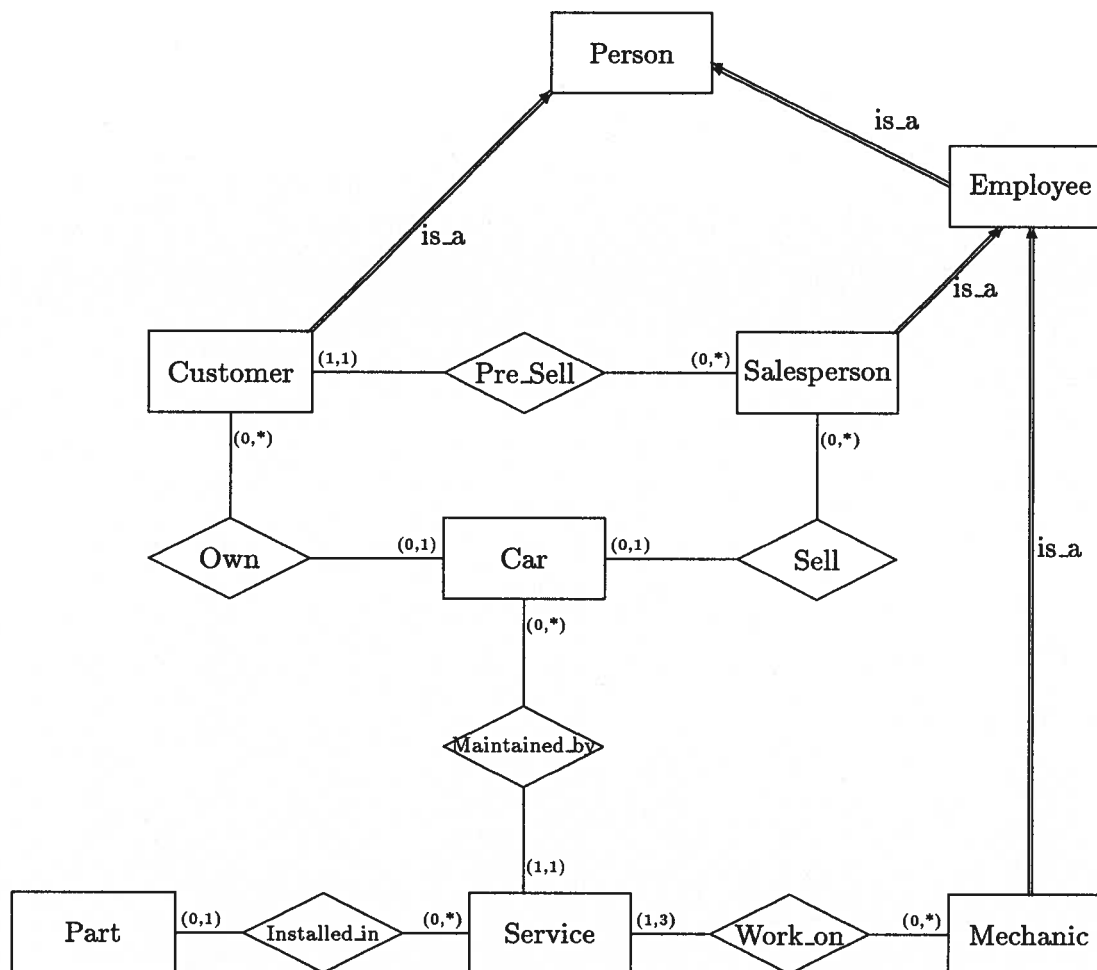 Person
is_a
Employee
is_a
is_a
Customer
(1,1)
Pre_Sell
(0,*)
Salesperson
(0,*)
(0,*)
Own
(0,1)
Car
(0,1)
Sell
is_a
(0,*)
Maintained_by
(1,1)
Part
(0,1)
Installed_in
(0,*)
Service
(1,3)
Work_on
(0,*)
Mechanic